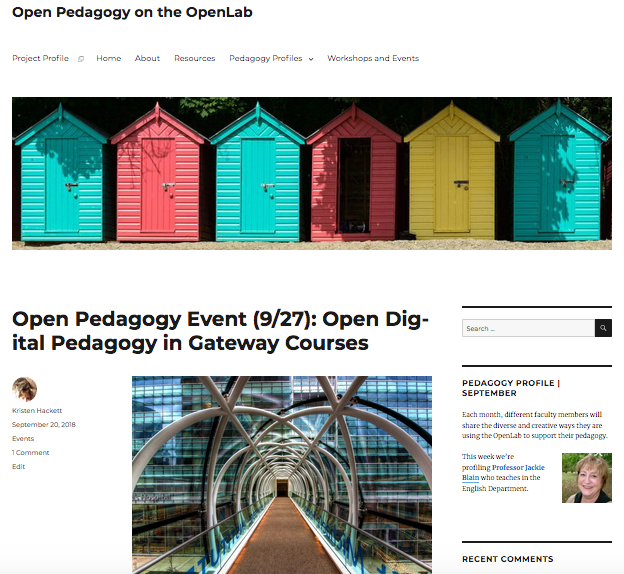 Open Pedagogy on the OpenLab
Project Profile
Home
About
Resources
Pedagogy Profiles
Workshops and Events
Open Pedagogy Event (9/27): Open Dig-
ital Pedagogy in Gateway Courses
Kristen Hackett
September 20, 2018
Events
1 Comment
Edit
Search ...
PEDAGOGY PROFILE |
SEPTEMBER
Each month, different faculty members will
share the diverse and creative ways they are
using the OpenLab to support their pedagogy.
This week we're
profiling Professor Jackie
Blain who teaches in the
English Department.
RECENT COMMENTS